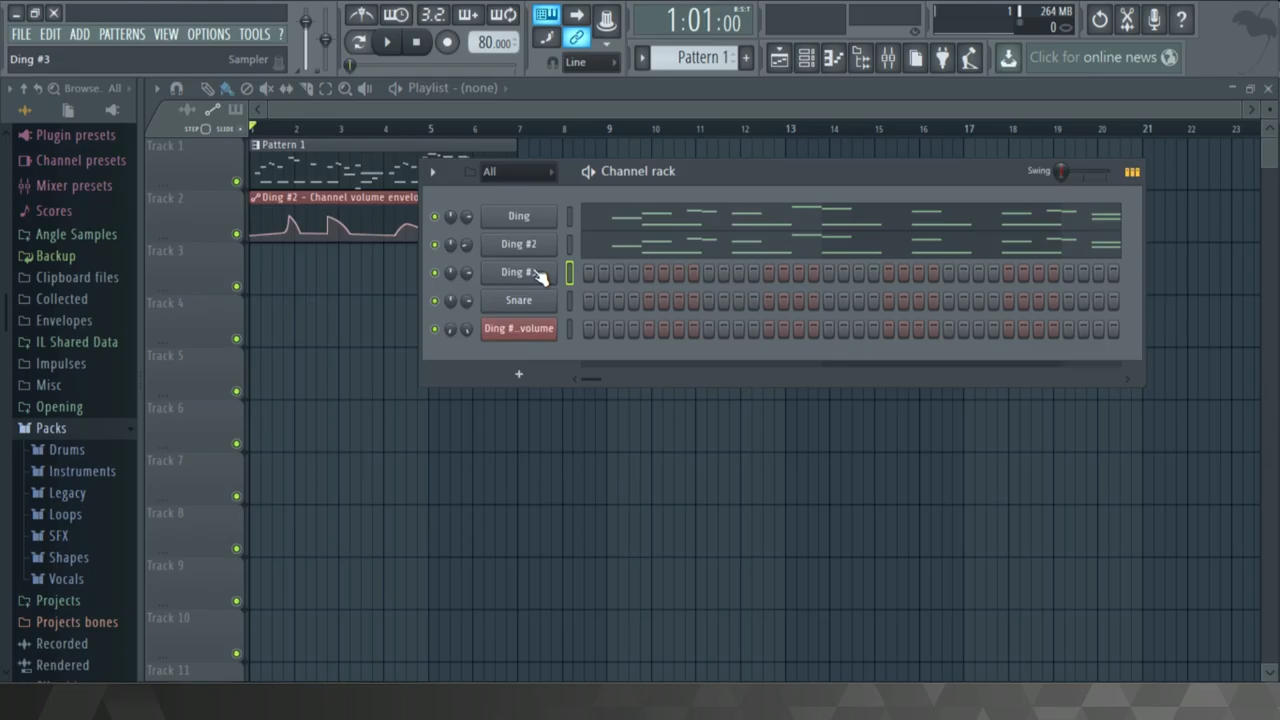 FILE EDIT ADD PATTERNS VIEW OPTIONS TOOLS ?
Ding #3 Sampler
3.2.
80.000
Line
1:01:00
B:S:T
Pattern 1
1
264 MB
0
Click for online news
Browse.. All
Playlist - (none)
STEP SLIDE
1 2 3 4 5 6 7 8 9 10 11 12 13 14 15 16 17 18 19 20 21 22 23
Plugin presets
Channel presets
Mixer presets
Scores
Angle Samples
Backup
Clipboard files
Collected
Envelopes
IL Shared Data
Impulses
Misc
Opening
Packs
Drums
Instruments
Legacy
Loops
SFX
Shapes
Vocals
Projects
Projects bones
Recorded
Rendered
Track 1
Pattern 1
Track 2
Ding #2 - Channel volume envelo
Track 3
Track 4
Track 5
Track 6
Track 7
Track 8
Track 9
Track 10
Track 11
All
Channel rack
Swing
Ding
Ding #2
Ding #
Snare
Ding #...volume
+